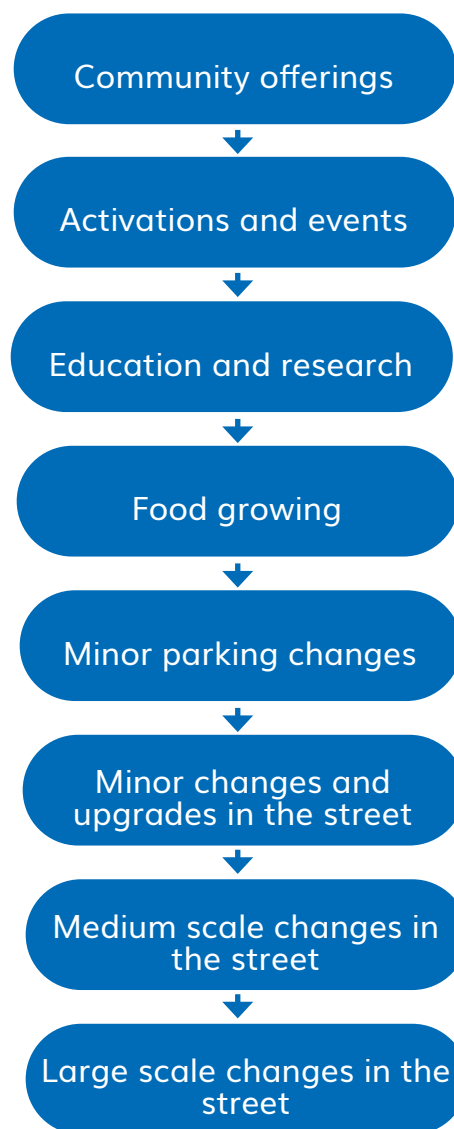 Community offerings
Activations and events
Education and research
Food growing
Minor parking changes
Minor changes and
upgrades in the street
Medium scale changes in
the street
Large scale changes in the
street